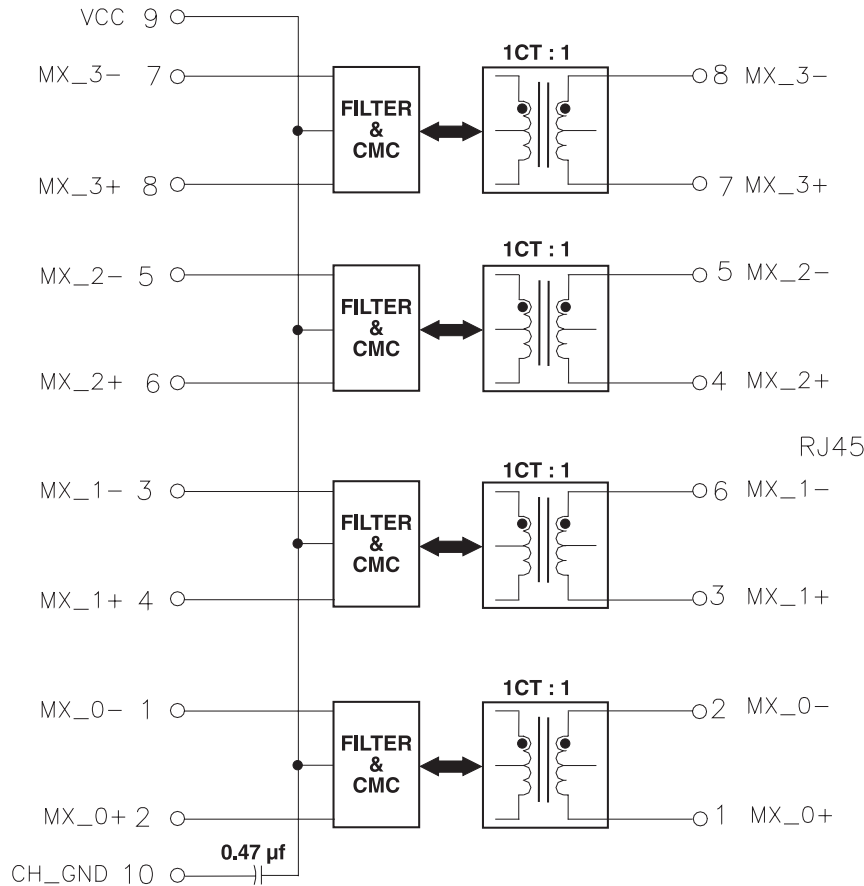 VCC 9
1CT : 1
MX_3- 7
8 MX_3-
FILTER
&
CMC
MX_3+ 8
7 MX_3+
1CT : 1
MX_2- 5
5 MX_2-
FILTER
&
CMC
MX_2+ 6
4 MX_2+
RJ45
1CT : 1
MX_1- 3
6 MX_1-
FILTER
&
CMC
MX_1+ 4
3 MX_1+
1CT : 1
MX_0- 1
2 MX_0-
FILTER
&
CMC
MX_0+ 2
1 MX_0+
0.47 µf
CH_GND 10